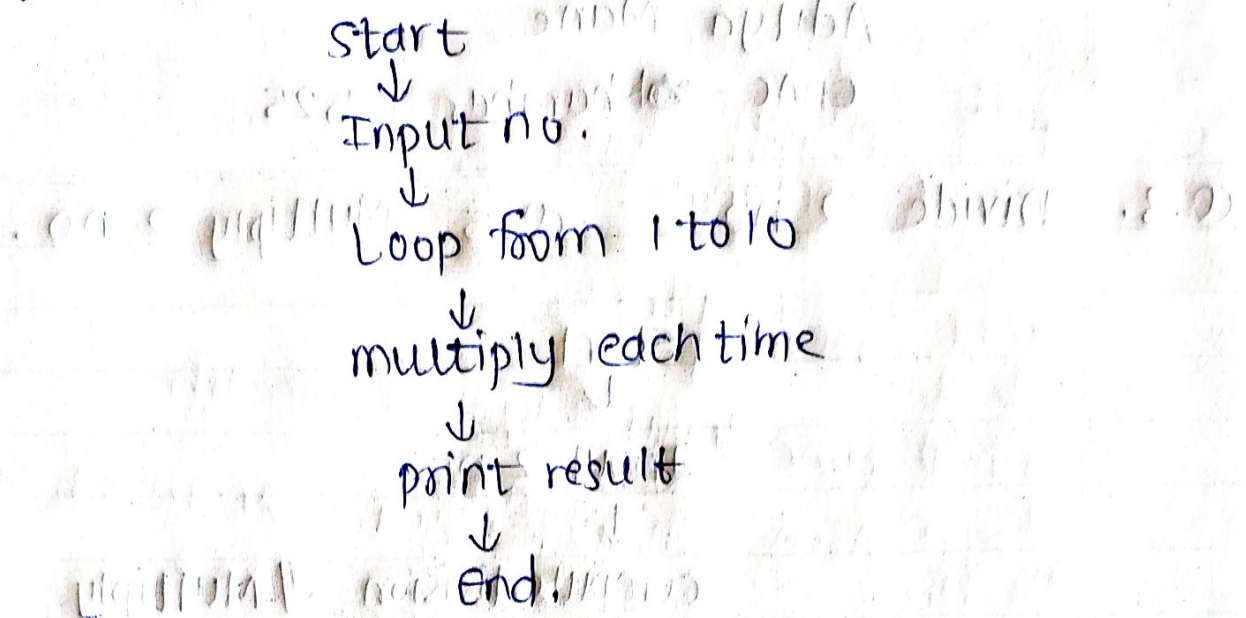 start
↓
Input no.
↓
Loop from 1 to 10
↓
multiply each time
↓
print result
↓
end.